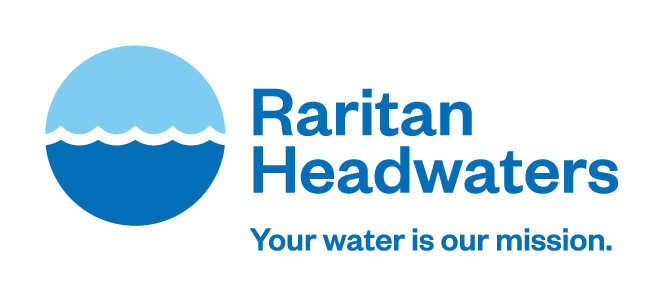 Raritan
Headwaters
Your water is our mission.